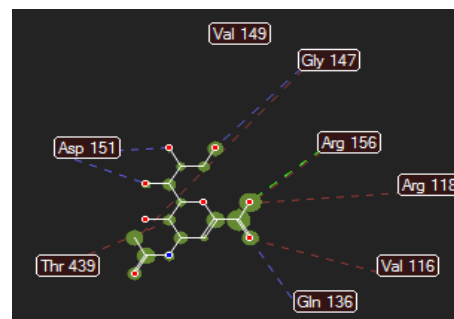 Val 149
Gly 147
Arg 156
Asp 151
Arg 118
Thr 439
Val 116
Gln 136